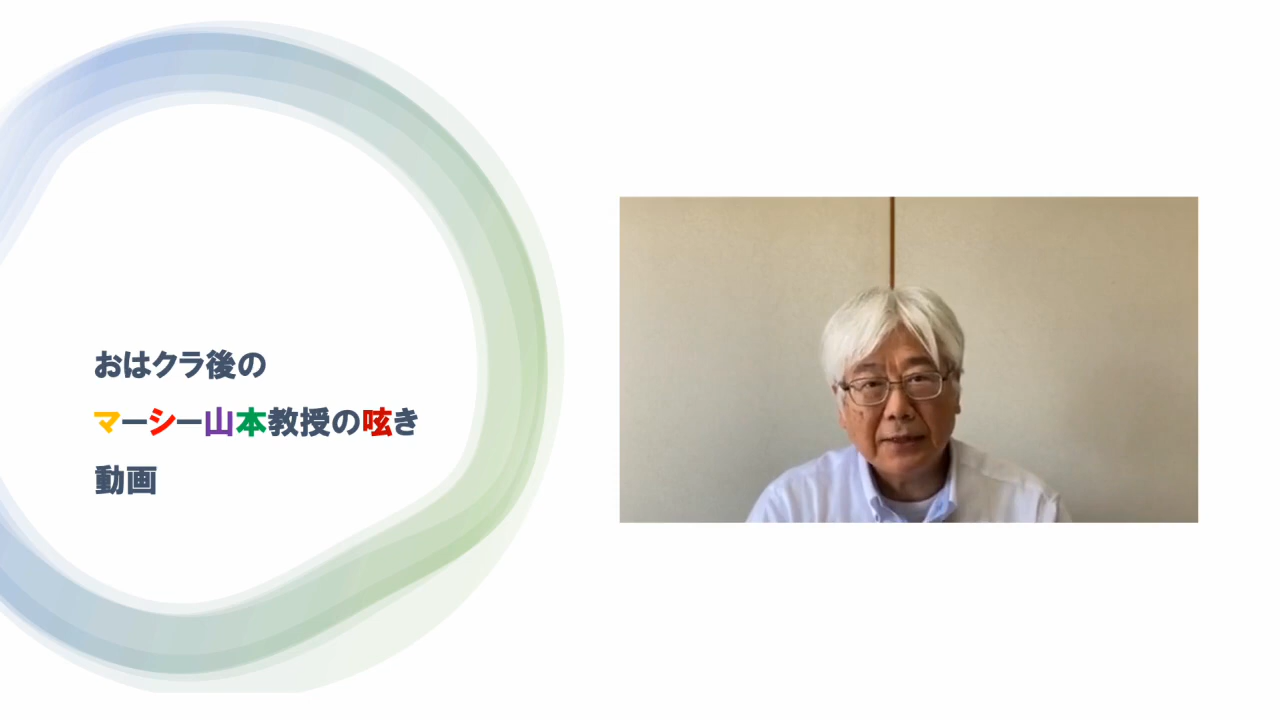 おはクラ後の
マーシー山本教授の呟き
動画